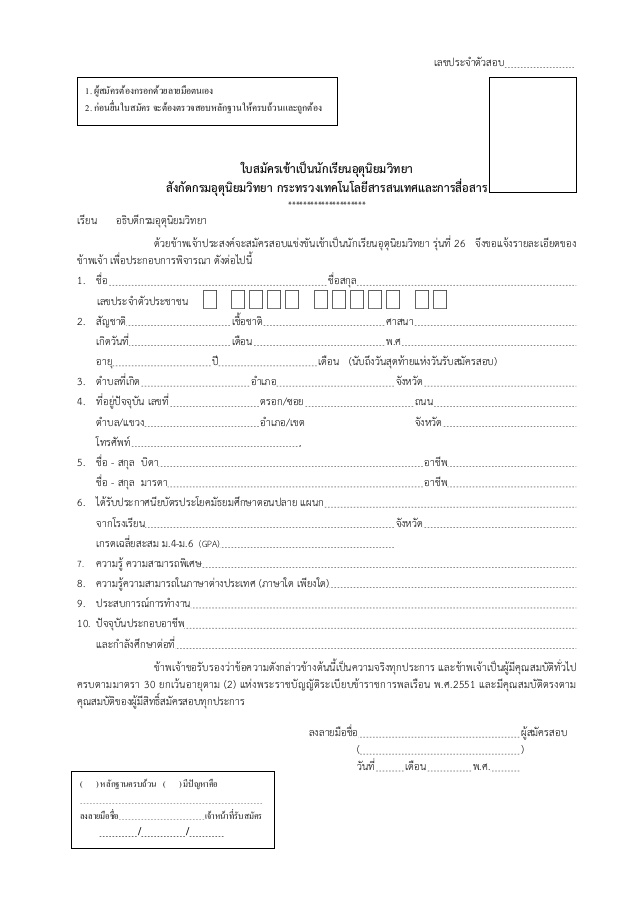 เลขประจำตัวสอบ
1. ผู้สมัครต้องกรอกด้วยลายมือตนเอง
2. ก่อนยื่นใบสมัคร จะต้องตรวจสอบหลักฐานให้ครบถ้วนและถูกต้อง
ใบสมัครเข้าเป็นนักเรียนอุตุนิยมวิทยา
สังกัดกรมอุตุนิยมวิทยา กระทรวงเทคโนโลยีสารสนเทศและการสื่อสาร
*********************
เรียน อธิบดีกรมอุตุนิยมวิทยา
ด้วยข้าพเจ้าประสงค์จะสมัครสอบแข่งขันเข้าเป็นนักเรียนอุตุนิยมวิทยา รุ่นที่ 26 จึงขอแจ้งรายละเอียดของ
ข้าพเจ้า เพื่อประกอบการพิจารณา ดังต่อไปนี้
1. ชื่อ ชื่อสกุล
เลขประจำตัวประชาชน
2. สัญชาติ เชื้อชาติ ศาสนา
เกิดวันที่ เดือน พ.ศ
อายุ ปี เดือน (นับถึงวันสุดท้ายแห่งวันรับสมัครสอบ)
3. ตำบลที่เกิด อำเภอ จังหวัด
4. ที่อยู่ปัจจุบัน เลขที่ ตรอก/ซอย ถนน
ตำบล/แขวง อำเภอ/เขต จังหวัด
โทรศัพท์
5. ชื่อ - สกุล บิดา อาชีพ
ชื่อ - สกุล มารดา อาชีพ
6. ได้รับประกาศนียบัตรประโยคมัธยมศึกษาตอนปลาย แผนก
จากโรงเรียน จังหวัด
เกรดเฉลี่ยสะสม ม.4-ม.6 (GPA)
7. ความรู้ ความสามารถพิเศษ
8. ความรู้ความสามารถในภาษาต่างประเทศ (ภาษาใด เพียงใด)
9. ประสบการณ์การทำงาน
10. ปัจจุบันประกอบอาชีพ
และกำลังศึกษาต่อที่
ข้าพเจ้าขอรับรองว่าข้อความดังกล่าวข้างต้นนี้เป็นความจริงทุกประการ และข้าพเจ้าเป็นผู้มีคุณสมบัติทั่วไป
ครบตามมาตรา 30 ยกเว้นอายุตาม (2) แห่งพระราชบัญญัติระเบียบข้าราชการพลเรือน พ.ศ.2551 และมีคุณสมบัติตรงตาม
คุณสมบัติของผู้มีสิทธิ์สมัครสอบทุกประการ
ลงลายมือชื่อ ผู้สมัครสอบ
( )
วันที่ เดือน พ.ศ.
( ) หลักฐานครบถ้วน ( ) มีปัญหาคือ
ลงลายมือชื่อ เจ้าหน้าที่รับสมัคร
/ /